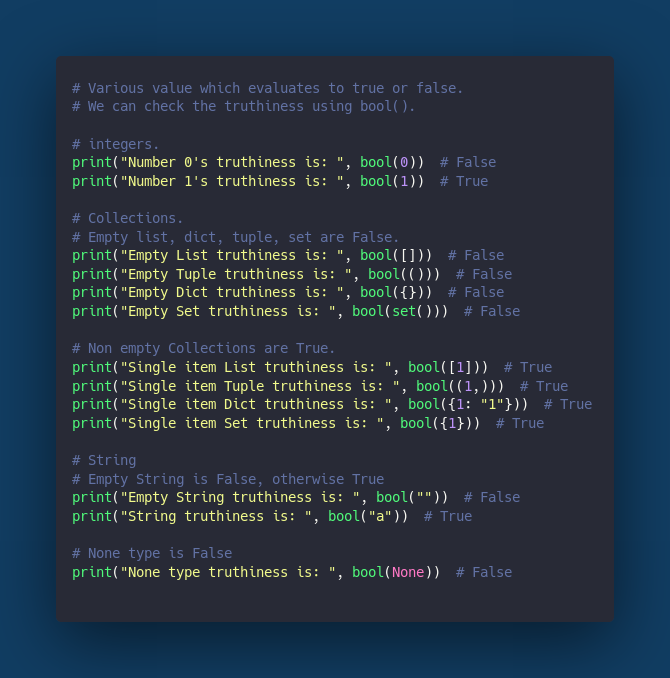 # Various value which evaluates to true or false.
# We can check the truthiness using bool().
# integers.
print("Number 0's truthiness is: ", bool(0))  # False
print("Number 1's truthiness is: ", bool(1))  # True
# Collections.
# Empty list, dict, tuple, set are False.
print("Empty List truthiness is: ", bool([]))  # False
print("Empty Tuple truthiness is: ", bool(()))  # False
print("Empty Dict truthiness is: ", bool({}))  # False
print("Empty Set truthiness is: ", bool(set()))  # False
# Non empty Collections are True.
print("Single item List truthiness is: ", bool([1]))  # True
print("Single item Tuple truthiness is: ", bool((1,)))  # True
print("Single item Dict truthiness is: ", bool({1: "1"}))  # True
print("Single item Set truthiness is: ", bool({1}))  # True
# String
# Empty String is False, otherwise True
print("Empty String truthiness is: ", bool(""))  # False
print("String truthiness is: ", bool("a"))  # True
# None type is False
print("None type truthiness is: ", bool(None))  # False